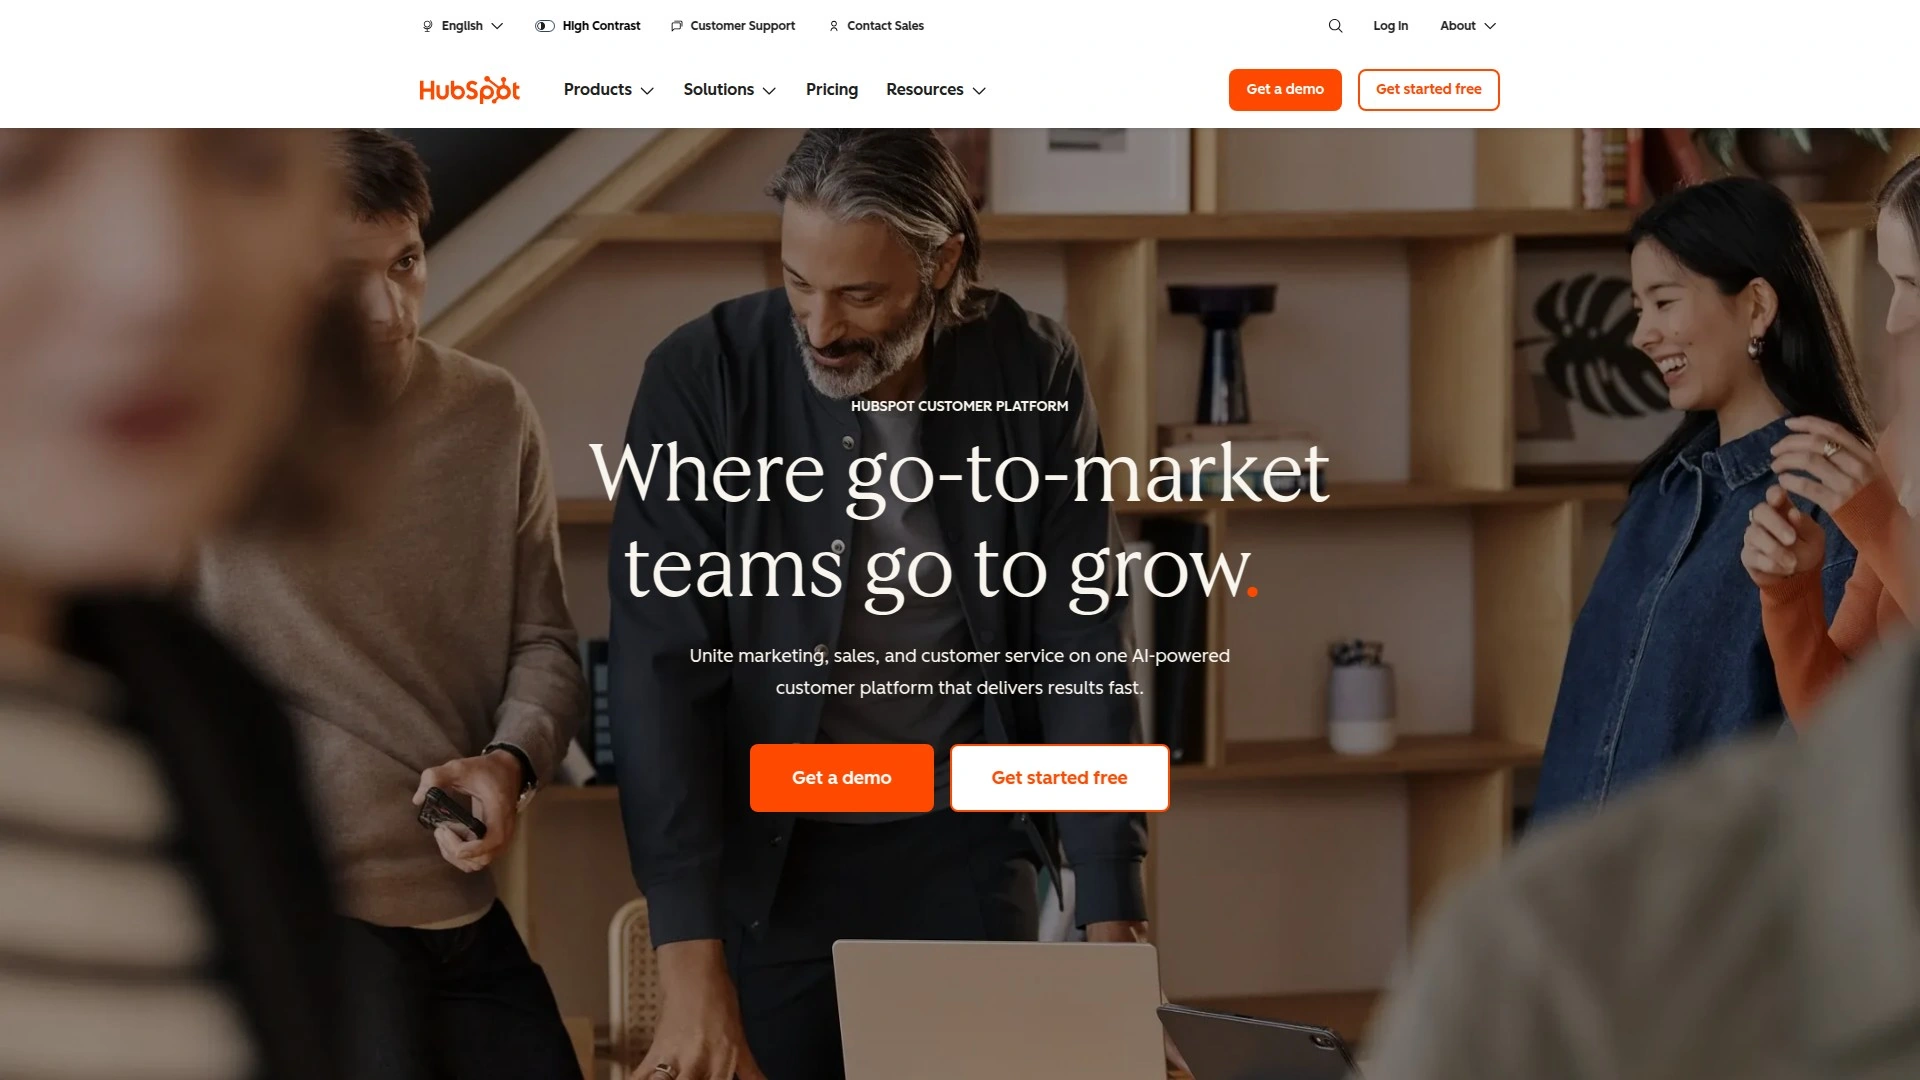 English
High Contrast
Customer Support
Contact Sales
Log In
About
HubSpot
Products
Solutions
Pricing
Resources
Get a demo
Get started free
HUBSPOT CUSTOMER PLATFORM
Where go-to-market
teams go to grow.
Unite marketing, sales, and customer service on one AI-powered
customer platform that delivers results fast.
Get a demo
Get started free